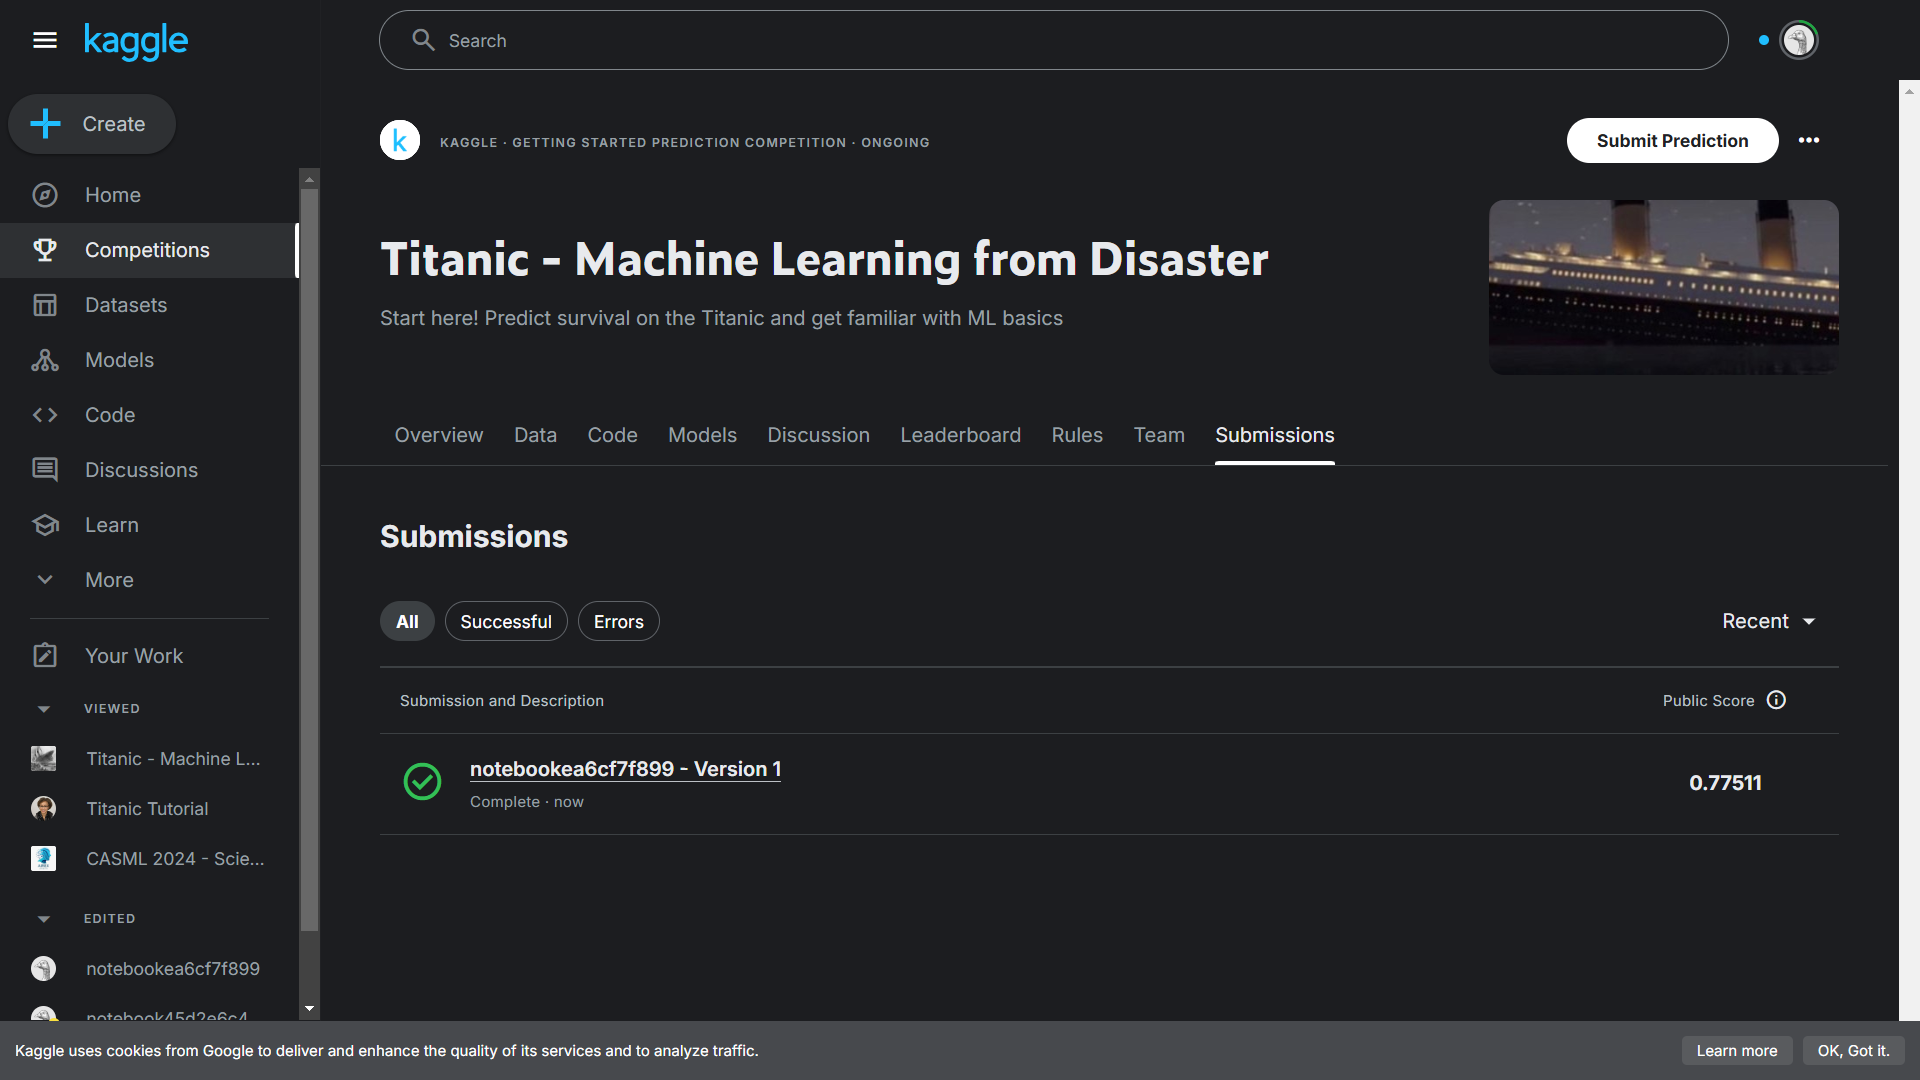 kaggle
Search
Create
Home
Competitions
Datasets
Models
Code
Discussions
Learn
More
Your Work
VIEWED
Titanic - Machine L...
Titanic Tutorial
CASML 2024 - Scie...
EDITED
notebookea6cf7f899
notebook45d2e6c4
k
KAGGLE · GETTING STARTED PREDICTION COMPETITION · ONGOING
Submit Prediction
Titanic - Machine Learning from Disaster
Start here! Predict survival on the Titanic and get familiar with ML basics
Overview Data Code Models Discussion Leaderboard Rules Team Submissions
Submissions
All Successful Errors Recent
Submission and Description Public Score
notebookea6cf7f899 - Version 1
Complete · now
0.77511
Kaggle uses cookies from Google to deliver and enhance the quality of its services and to analyze traffic.
Learn more OK, Got it.